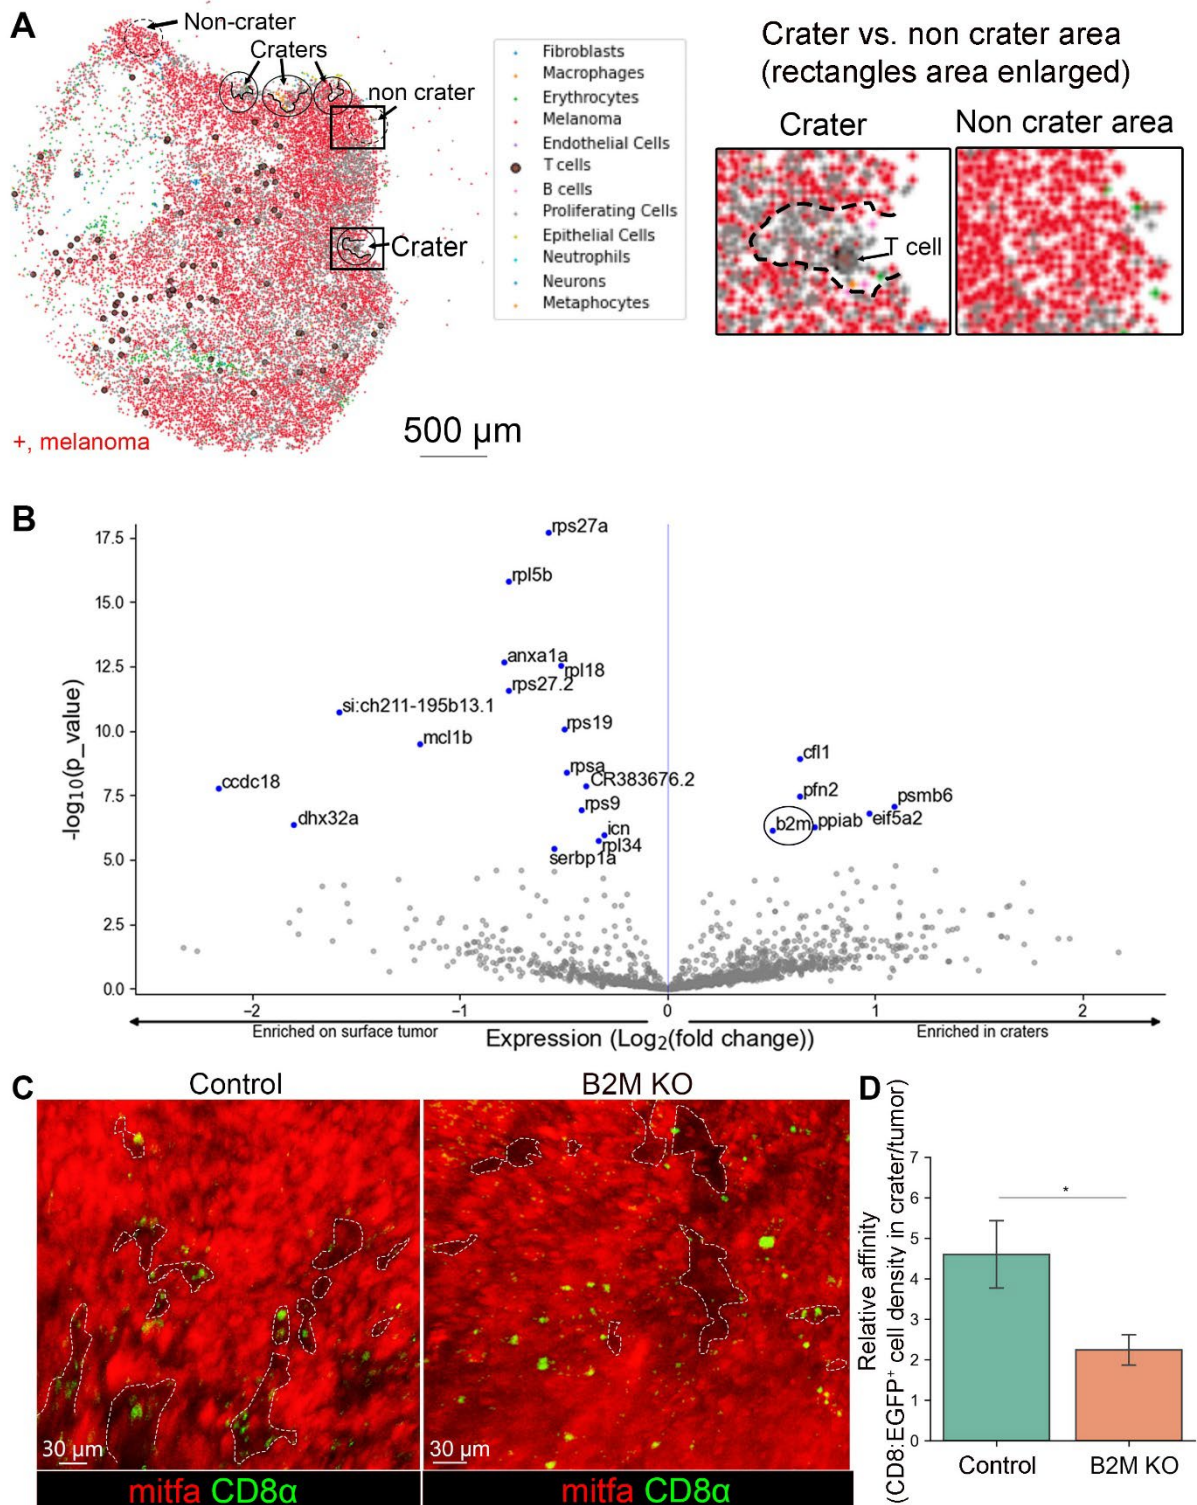 A
Non-crater
Craters
non crater
Crater
+, melanoma
500 µm
Fibroblasts
Macrophages
Erythrocytes
Melanoma
Endothelial Cells
T cells
B cells
Proliferating Cells
Epithelial Cells
Neutrophils
Neurons
Metaphocytes
Crater vs. non crater area
(rectangles area enlarged)
Crater
Non crater area
T cell
B
-log10(p_value)
17.5
15.0
12.5
10.0
7.5
5.0
2.5
0.0
rps27a
rpl5b
anxa1a
rpl18
rps27.2
si:ch211-195b13.1
rps19
mcl1b
rpsa
CR383676.2
ccdc18
rps9
dhx32a
icn
rpl34
serbp1a
cfl1
pfn2
psmb6
b2m
ppiab
eif5a2
−2
−1
0
1
2
Enriched on surface tumor
Expression (Log2(fold change))
Enriched in craters
C
Control
B2M KO
30 µm
30 µm
mitfa CD8α
mitfa CD8α
D
Relative affinity
(CD8:EGFP+ cell density in crater/tumor)
7
6
5
4
3
2
1
0
*
Control
B2M KO